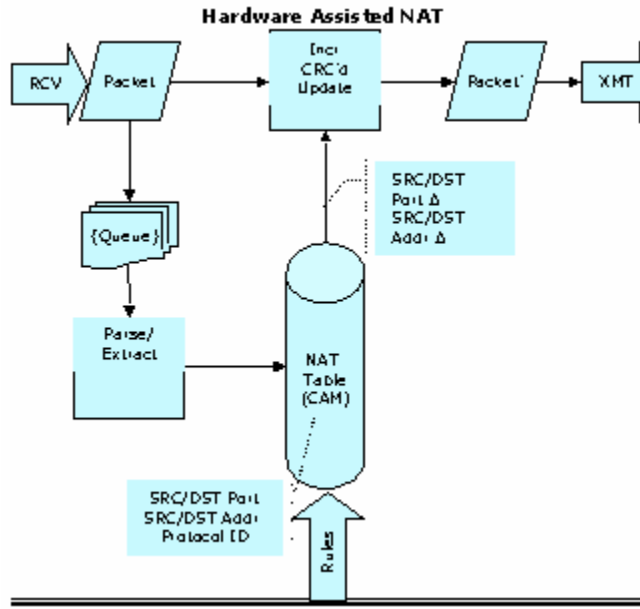 Hardware Assisted NAT
RCV
Packet
Incr
CRC'd
Update
Packet'
XMT
SRC/DST
Port Δ
SRC/DST
Addr Δ
{Queue}
Parse/
Extract
NAT
Table
(CAM)
SRC/DST Port
SRC/DST Addr
Protocol ID
Rules